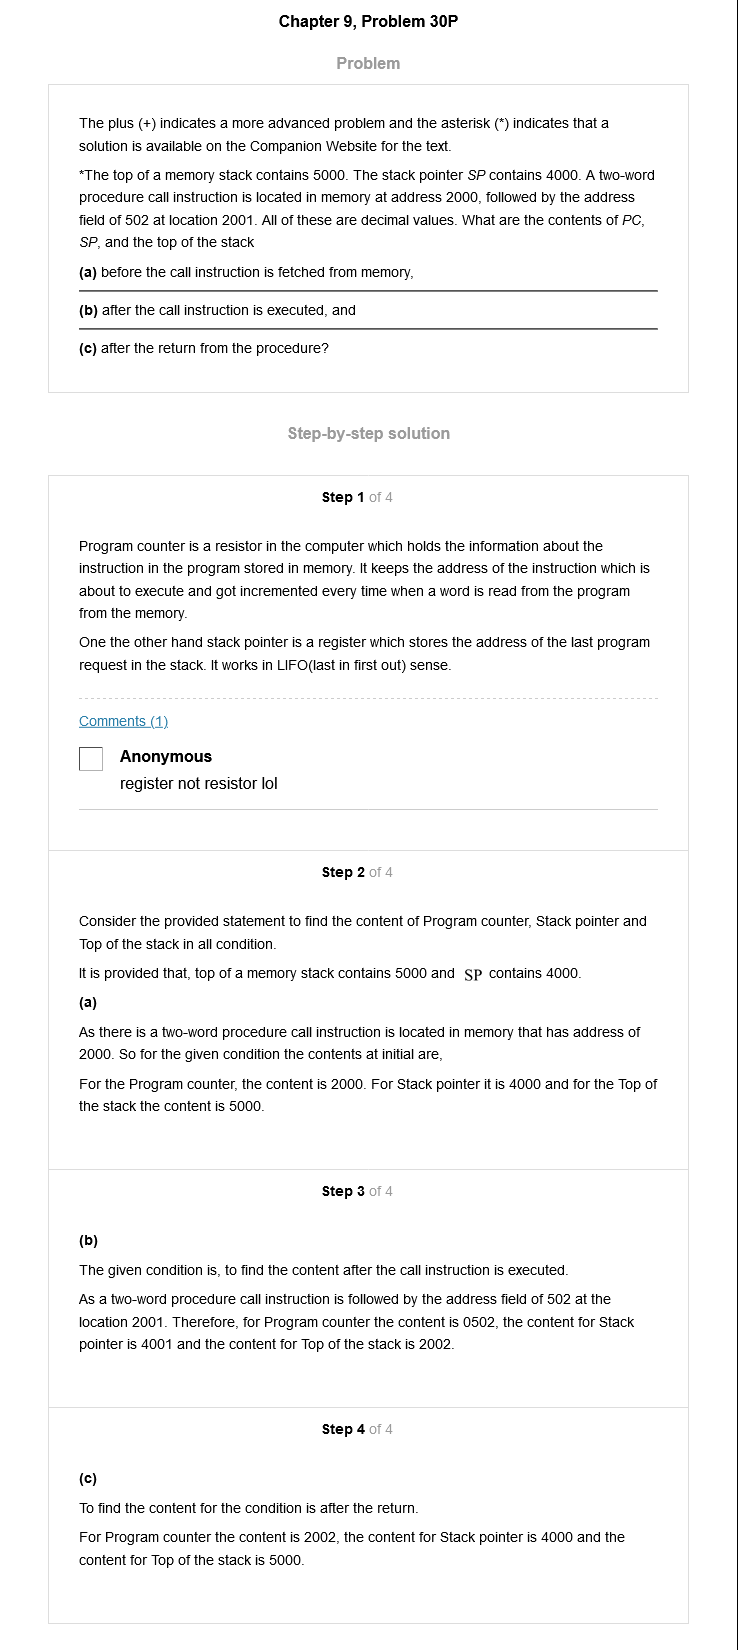 Chapter 9, Problem 30P
Problem
The plus (+) indicates a more advanced problem and the asterisk (*) indicates that a
solution is available on the Companion Website for the text.
*The top of a memory stack contains 5000. The stack pointer SP contains 4000. A two-word
procedure call instruction is located in memory at address 2000, followed by the address
field of 502 at location 2001. All of these are decimal values. What are the contents of PC,
SP, and the top of the stack
(a) before the call instruction is fetched from memory,
(b) after the call instruction is executed, and
(c) after the return from the procedure?
Step-by-step solution
Step 1 of 4
Program counter is a resistor in the computer which holds the information about the
instruction in the program stored in memory. It keeps the address of the instruction which is
about to execute and got incremented every time when a word is read from the program
from the memory.
One the other hand stack pointer is a register which stores the address of the last program
request in the stack. It works in LIFO(last in first out) sense.
Comments (1)
Anonymous
register not resistor lol
Step 2 of 4
Consider the provided statement to find the content of Program counter, Stack pointer and
Top of the stack in all condition.
It is provided that, top of a memory stack contains 5000 and SP contains 4000.
(a)
As there is a two-word procedure call instruction is located in memory that has address of
2000. So for the given condition the contents at initial are,
For the Program counter, the content is 2000. For Stack pointer it is 4000 and for the Top of
the stack the content is 5000.
Step 3 of 4
(b)
The given condition is, to find the content after the call instruction is executed.
As a two-word procedure call instruction is followed by the address field of 502 at the
location 2001. Therefore, for Program counter the content is 0502, the content for Stack
pointer is 4001 and the content for Top of the stack is 2002.
Step 4 of 4
(c)
To find the content for the condition is after the return.
For Program counter the content is 2002, the content for Stack pointer is 4000 and the
content for Top of the stack is 5000.